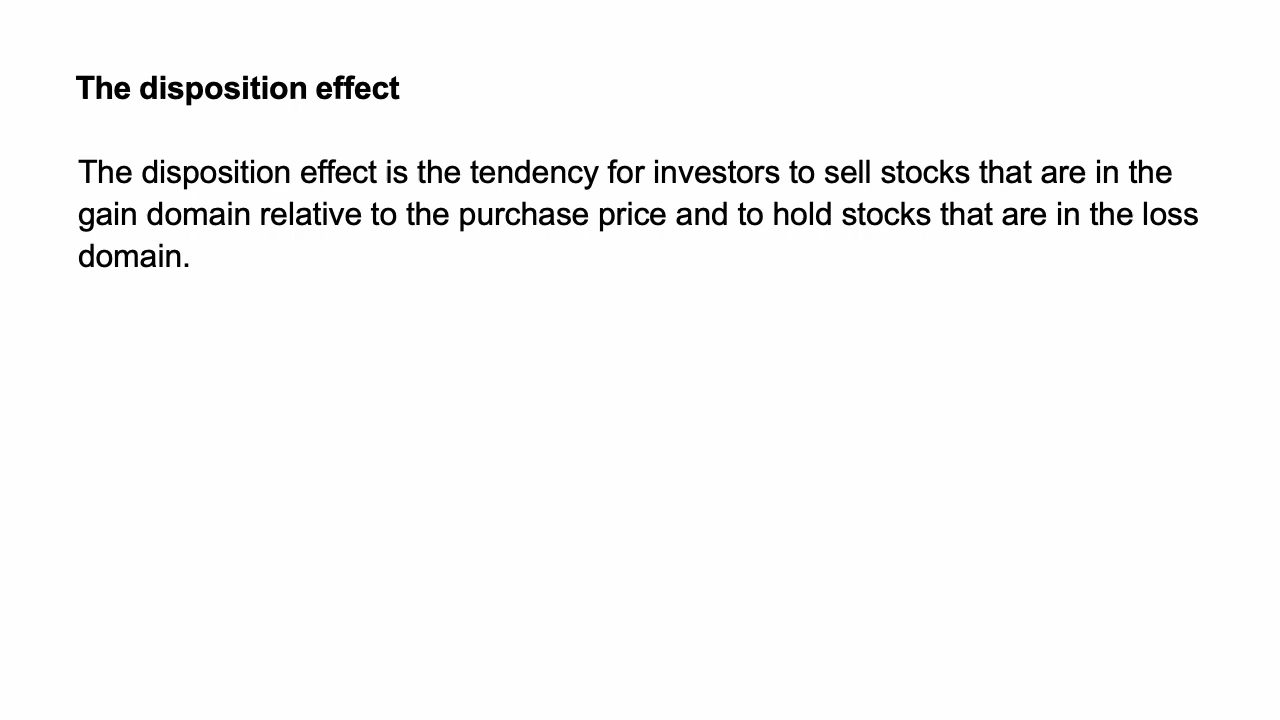 The disposition effect
The disposition effect is the tendency for investors to sell stocks that are in the
gain domain relative to the purchase price and to hold stocks that are in the loss
domain.